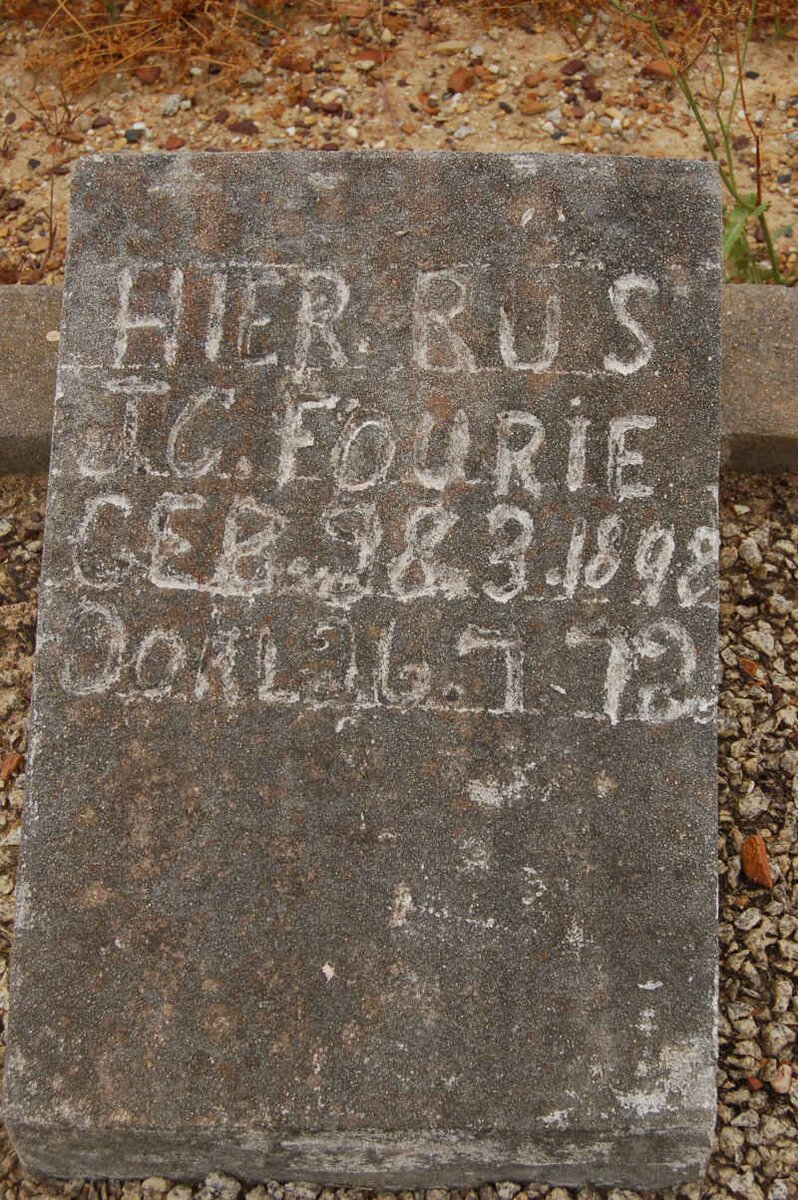 HIER RUS
J.C. FOURIE
GEB. 28.3.1898
OORL 26.7.72